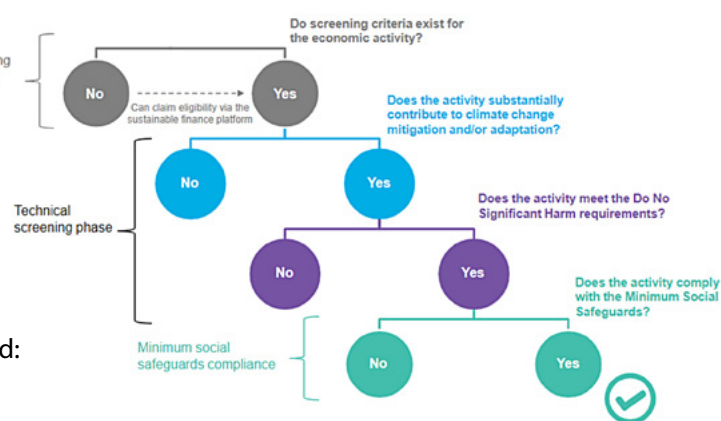 Do screening criteria exist for
the economic activity?
No
Yes
Can claim eligibility via the
sustainable finance platform
Does the activity substantially
contribute to climate change
mitigation and/or adaptation?
No
Yes
Technical
screening phase
Does the activity meet the Do No
Significant Harm requirements?
No
Yes
Does the activity comply
with the Minimum Social
Safeguards?
Minimum social
safeguards compliance
No
Yes